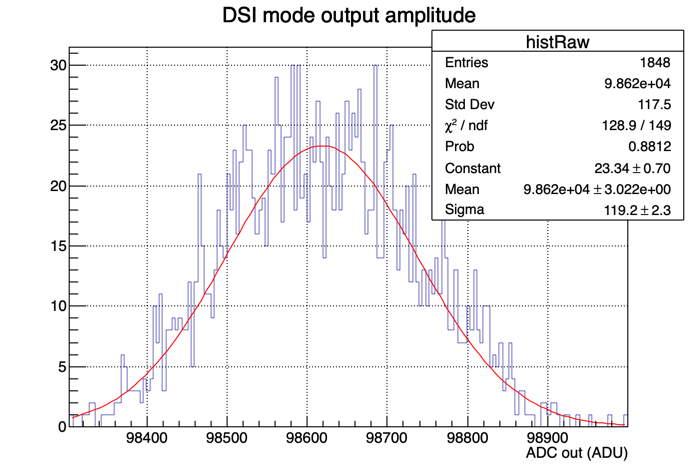 DSI mode output amplitude
histRaw
Entries 1848
Mean 9.862e+04
Std Dev 117.5
χ² / ndf 128.9 / 149
Prob 0.8812
Constant 23.34 ± 0.70
Mean 9.862e+04 ± 3.022e+00
Sigma 119.2 ± 2.3
30
25
20
15
10
5
0
98400 98500 98600 98700 98800 98900
ADC out (ADU)